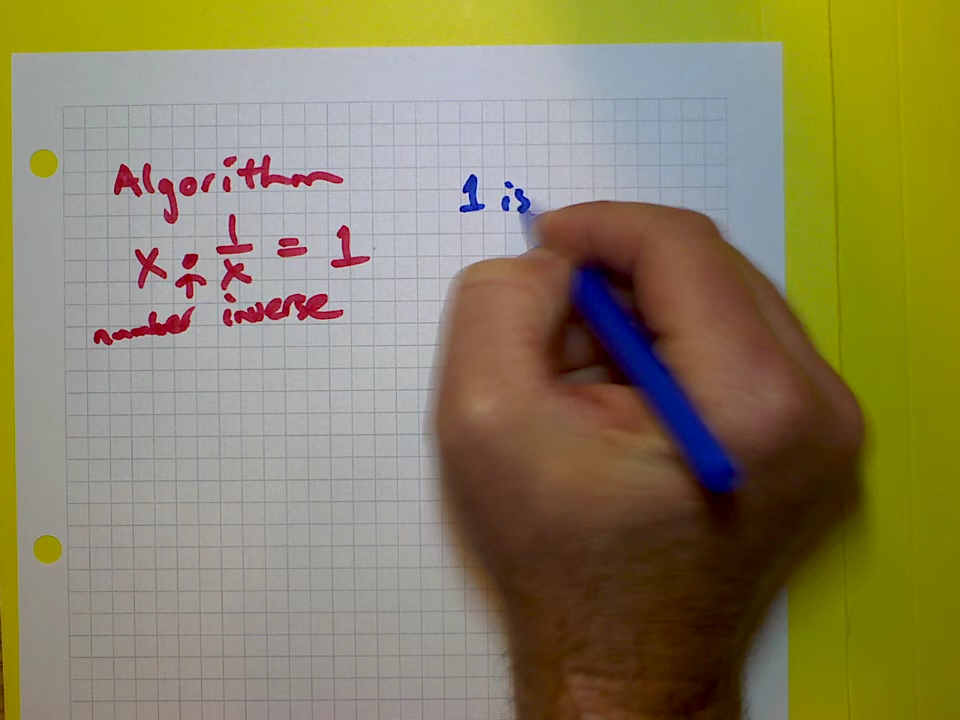 Algorithm
x · 1/x = 1
↑
number inverse
1 is